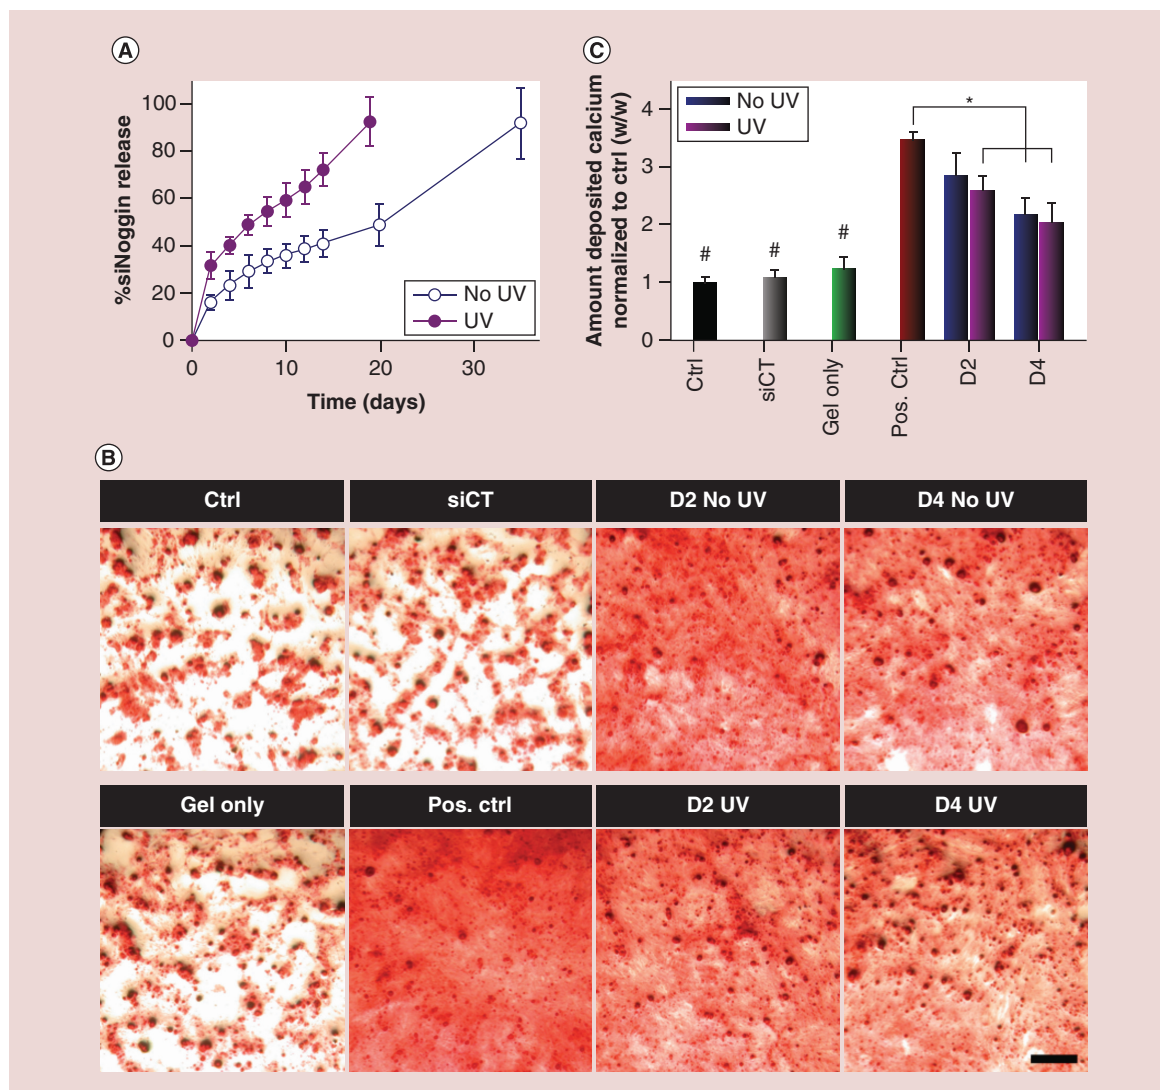 A
%siNoggin release
100
80
60
40
20
0
0
10
20
30
Time (days)
No UV
UV
C
Amount deposited calcium
normalized to ctrl (w/w)
4
3
2
1
0
No UV
UV
*
#
#
#
Ctrl
siCT
Gel only
Pos. Ctrl
D2
D4
B
Ctrl
siCT
D2 No UV
D4 No UV
Gel only
Pos. ctrl
D2 UV
D4 UV